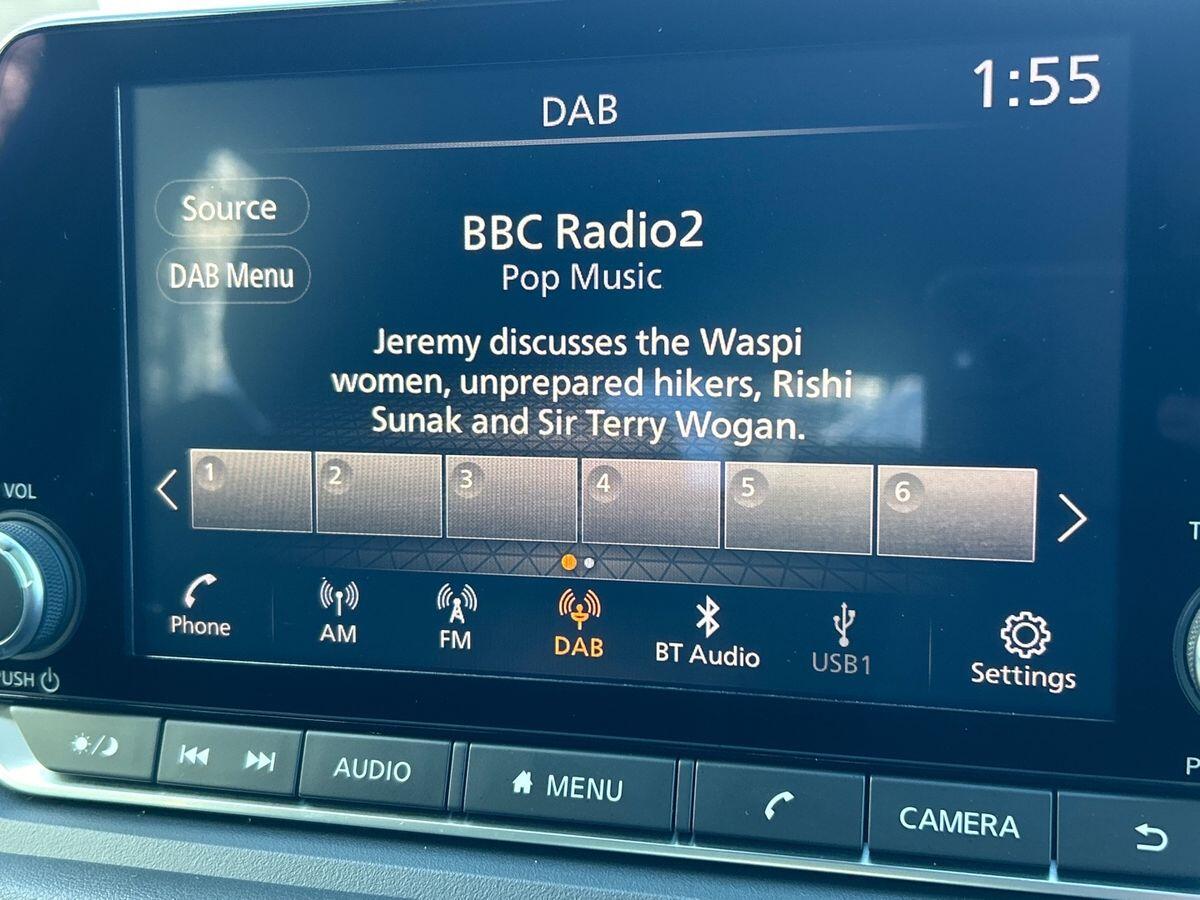 DAB
1:55
Source
BBC Radio2
DAB Menu
Pop Music
Jeremy discusses the Waspi
women, unprepared hikers, Rishi
Sunak and Sir Terry Wogan.
1 2 3 4 5 6
VOL
Phone
AM
FM
DAB
BT Audio
USB1
Settings
PUSH
AUDIO
MENU
CAMERA